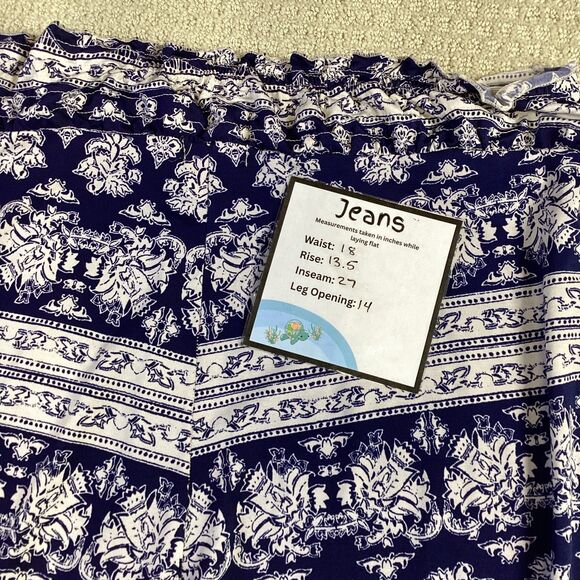 Jeans
Measurements taken in inches while
laying flat
Waist: 18
Rise: 13.5
Inseam: 27
Leg Opening: 14